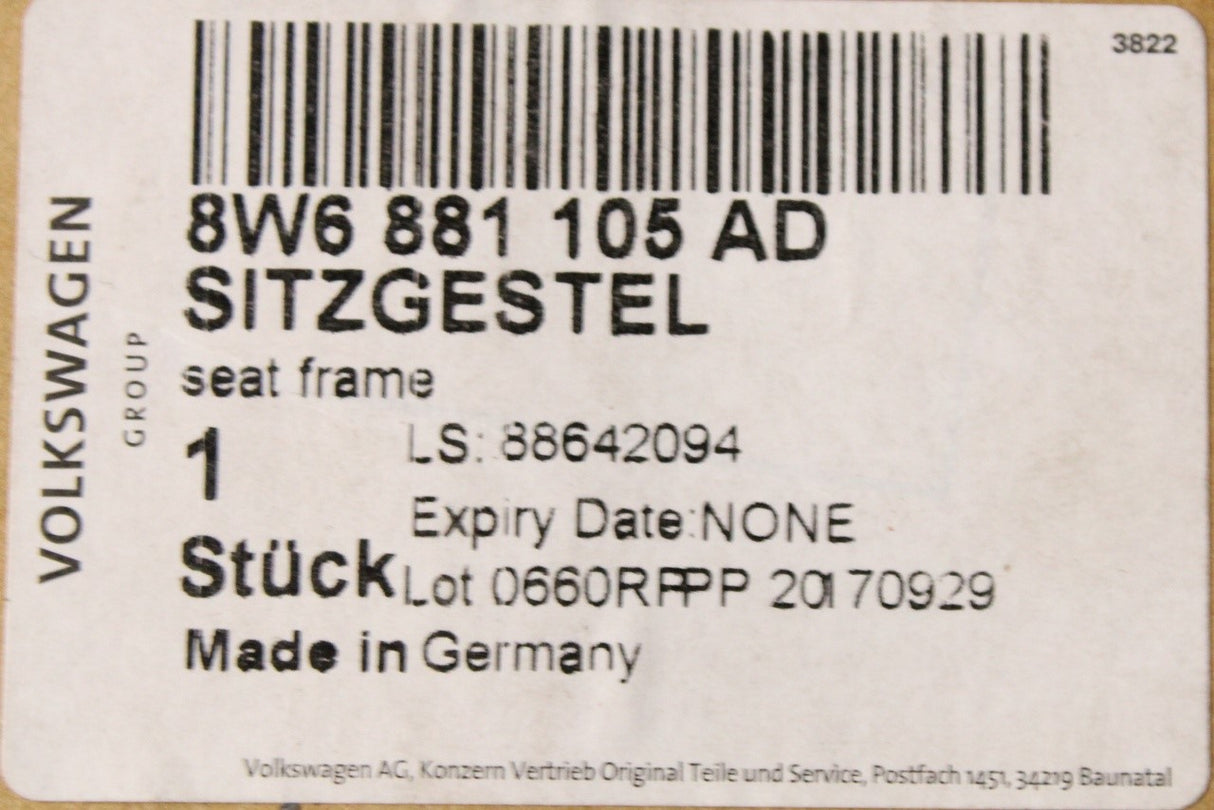 3822
8W6 881 105 AD
SITZGESTEL
seat frame
1
LS: 88642094
Expiry Date:NONE
Stück
Lot 0660RPPP 20170929
Made in Germany
VOLKSWAGEN
GROUP
Volkswagen AG, Konzern Vertrieb Original Teile und Service, Postfach 1451, 34219 Baunatal